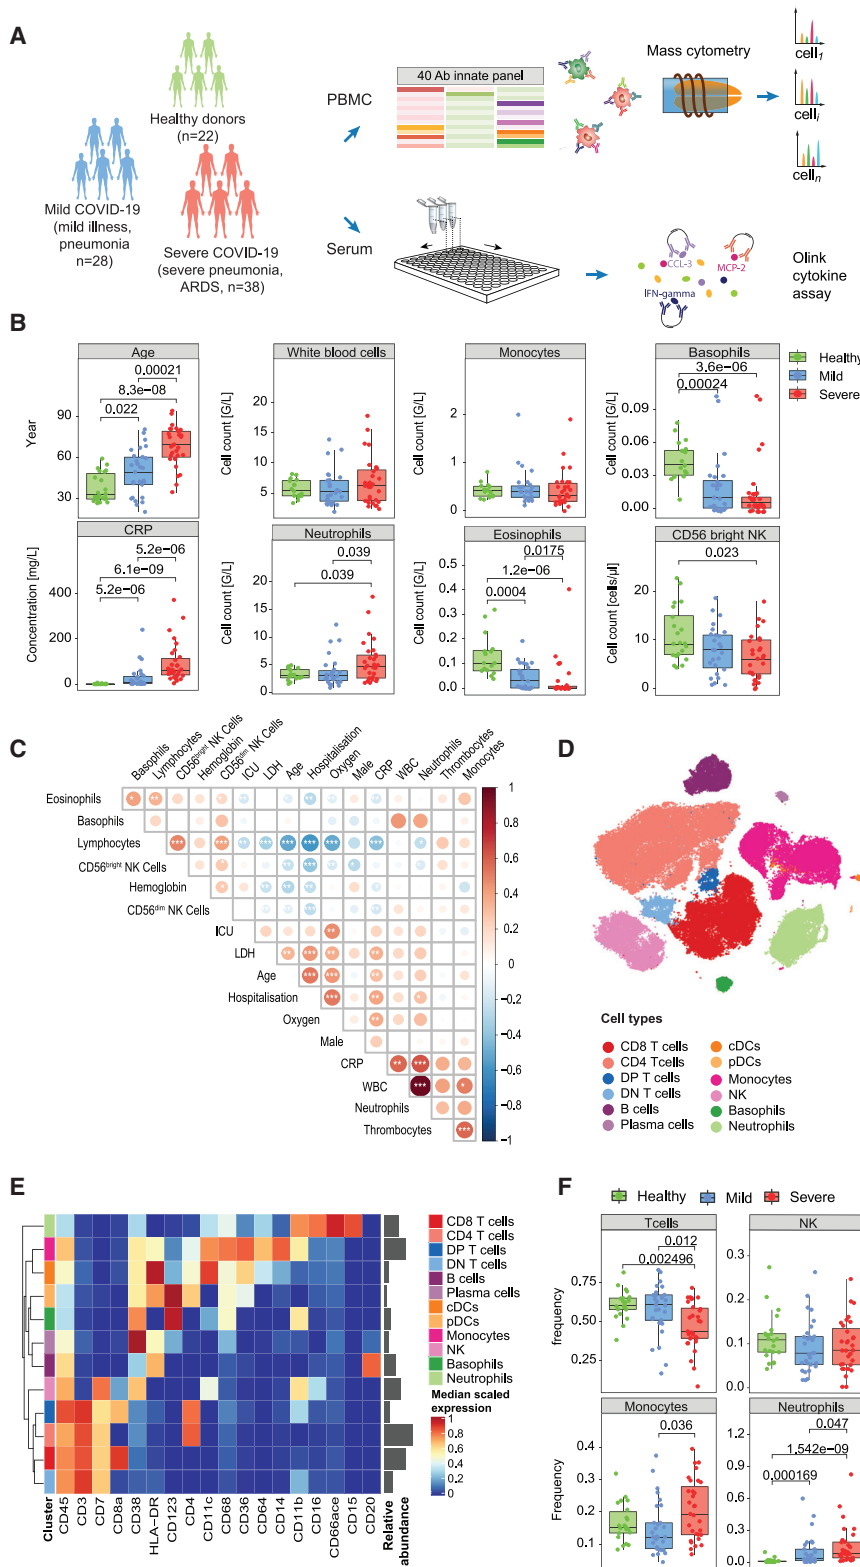 A
Healthy donors
(n=22)
Mild COVID-19
(mild illness,
pneumonia
n=28)
Severe COVID-19
(severe pneumonia,
ARDS, n=38)
PBMC
Serum
40 Ab innate panel
Mass cytometry
cell1
celli
celln
CCL-3
MCP-2
IFN-gamma
Olink
cytokine
assay
B
Age
Year
90
60
30
0.00021
8.3e-08
0.022
White blood cells
Cell count [G/L]
20
15
10
5
Monocytes
Cell count [G/L]
2
1
0
Basophils
Cell count [G/L]
0.09
0.06
0.03
0.00
3.6e-06
0.00024
Healthy
Mild
Severe
CRP
Concentration [mg/L]
400
200
0
5.2e-06
6.1e-09
5.2e-06
Neutrophils
Cell count [G/L]
20
15
10
5
0
0.039
0.039
Eosinophils
Cell count [G/L]
0.5
0.4
0.3
0.2
0.1
0.0
0.0175
1.2e-06
0.0004
CD56 bright NK
Cell count [cells/µl]
20
10
0
0.023
C
Basophils
Lymphocytes
CD56bright NK Cells
Hemoglobin
CD56dim NK Cells
ICU
LDH
Age
Hospitalisation
Oxygen
Male
CRP
WBC
Neutrophils
Thrombocytes
Monocytes
Eosinophils
Basophils
Lymphocytes
CD56bright NK Cells
Hemoglobin
CD56dim NK Cells
ICU
LDH
Age
Hospitalisation
Oxygen
Male
CRP
WBC
Neutrophils
Thrombocytes
1
0.8
0.6
0.4
0.2
0
−0.2
−0.4
−0.6
−0.8
−1
D
Cell types
CD8 T cells
CD4 Tcells
DP T cells
DN T cells
B cells
Plasma cells
cDCs
pDCs
Monocytes
NK
Basophils
Neutrophils
E
CD8 T cells
CD4 T cells
DP T cells
DN T cells
B cells
Plasma cells
cDCs
pDCs
Monocytes
NK
Basophils
Neutrophils
Median scaled
expression
1
0.8
0.6
0.4
0.2
0
Cluster
CD45
CD3
CD7
CD8a
CD38
HLA−DR
CD123
CD4
CD11c
CD68
CD36
CD64
CD14
CD11b
CD16
CD66ace
CD15
CD20
Relative
abundance
F
Healthy
Mild
Severe
Tcells
frequency
0.75
0.50
0.25
0.012
0.002496
NK
0.3
0.2
0.1
0.0
Monocytes
Frequency
0.4
0.3
0.2
0.1
0.036
Neutrophils
0.6
0.4
0.2
0.0
0.047
1.542e−09
0.000169